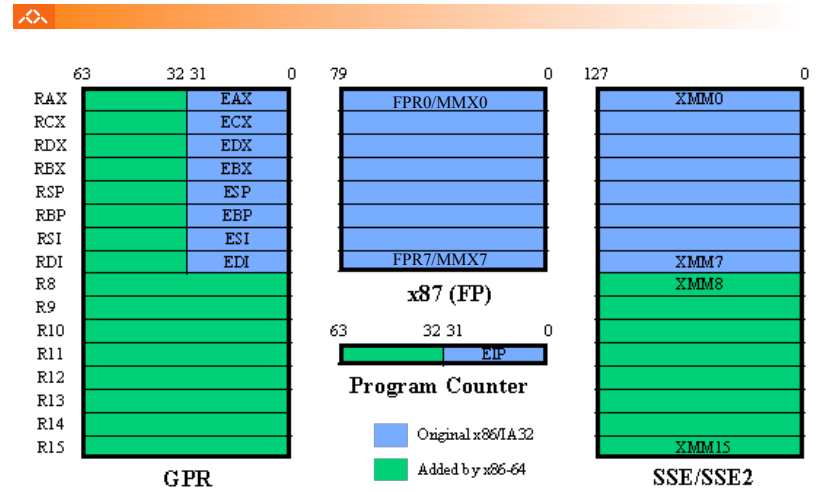 63 32 31 0 79 0 127 0
RAX EAX FPR0/MMX0 XMM0
RCX ECX
RDX EDX
RBX EBX
RSP ESP
RBP EBP
RSI ESI
RDI EDI FPR7/MMX7 XMM7
R8 XMM8
x87 (FP)
R9
R10 63 32 31 0
R11 EIP
R12 Program Counter
R13
R14 Original x86/IA32
R15 Added by x86-64 XMM15
GPR SSE/SSE2